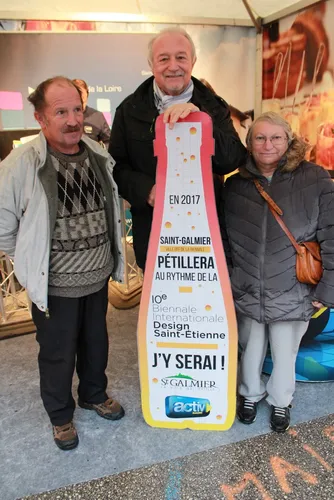 de la Loire
EN 2017
SAINT-GALMIER
PÉTILLERA
AU RYTHME DE LA
10e
Biennale
Internationale
Design
Saint-Étienne
J'Y SERAI !
St GALMIER
activ
MAI